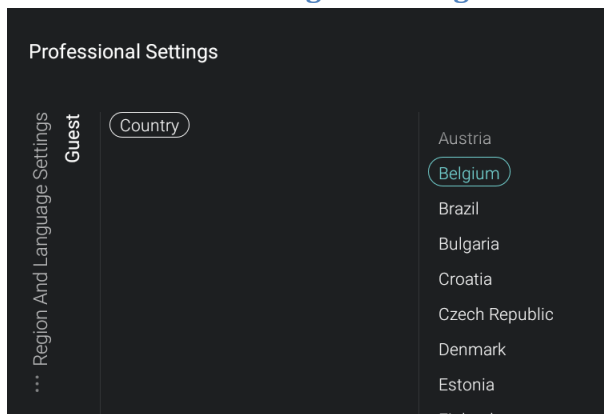 Professional Settings
... Region And Language Settings
Guest
Country
Austria
Belgium
Brazil
Bulgaria
Croatia
Czech Republic
Denmark
Estonia